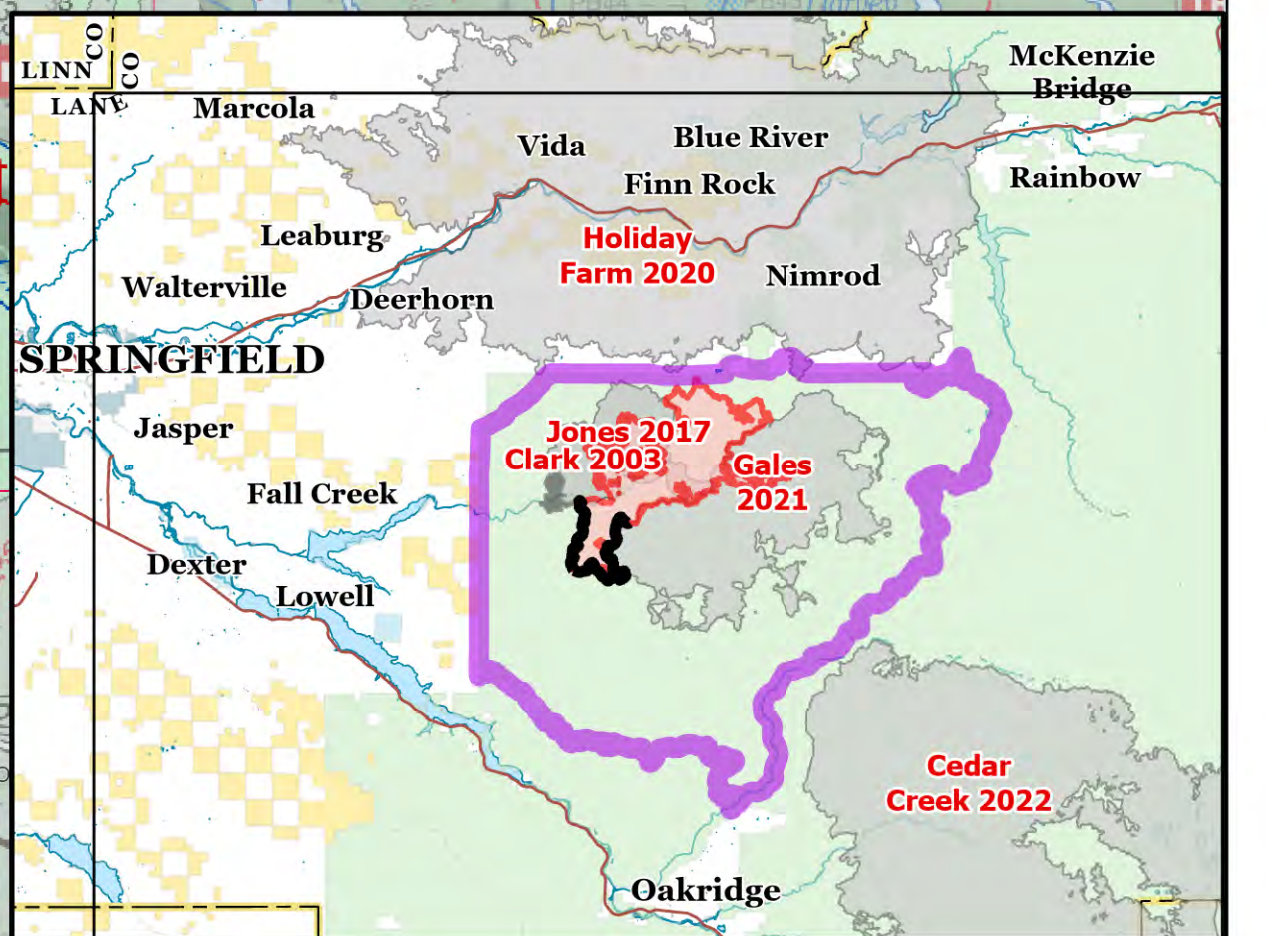 LINN
CO
CO
LANE
McKenzie
Bridge
Marcola
Vida
Blue River
Finn Rock
Rainbow
Leaburg
Holiday
Farm 2020
Walterville
Deerhorn
Nimrod
SPRINGFIELD
Jasper
Jones 2017
Clark 2003
Gales
2021
Fall Creek
Dexter
Lowell
Cedar
Creek 2022
Oakridge